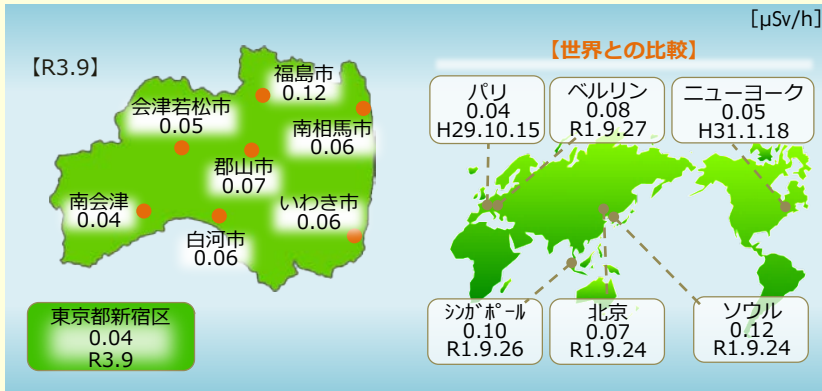 [μSv/h]
【R3.9】
福島市
0.12
会津若松市
0.05
南相馬市
0.06
郡山市
0.07
南会津
0.04
いわき市
0.06
白河市
0.06
東京都新宿区
0.04
R3.9
【世界との比較】
パリ
0.04
H29.10.15
ベルリン
0.08
R1.9.27
ニューヨーク
0.05
H31.1.18
ｼﾝｶﾞﾎﾟｰﾙ
0.10
R1.9.26
北京
0.07
R1.9.24
ソウル
0.12
R1.9.24